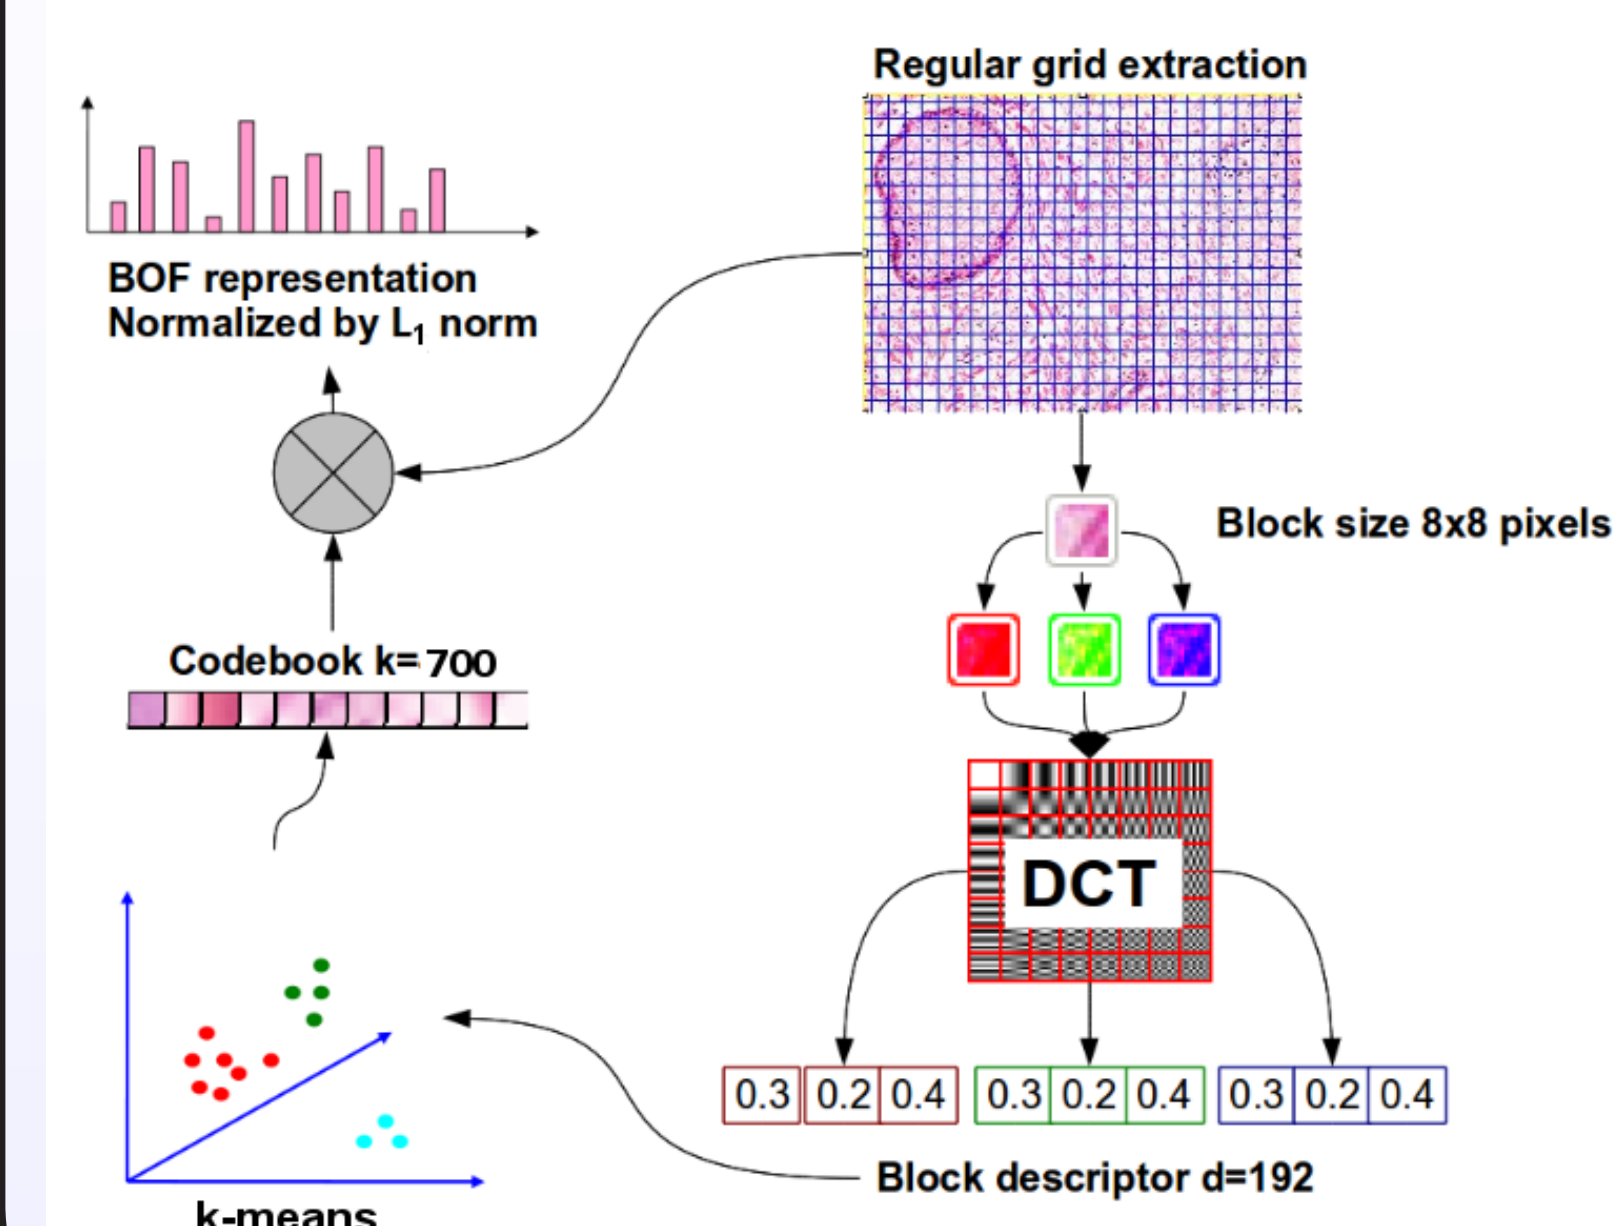 Regular grid extraction
BOF representation
Normalized by L1 norm
Block size 8x8 pixels
Codebook k=700
DCT
0.3 0.2 0.4 0.3 0.2 0.4 0.3 0.2 0.4
Block descriptor d=192
k-means